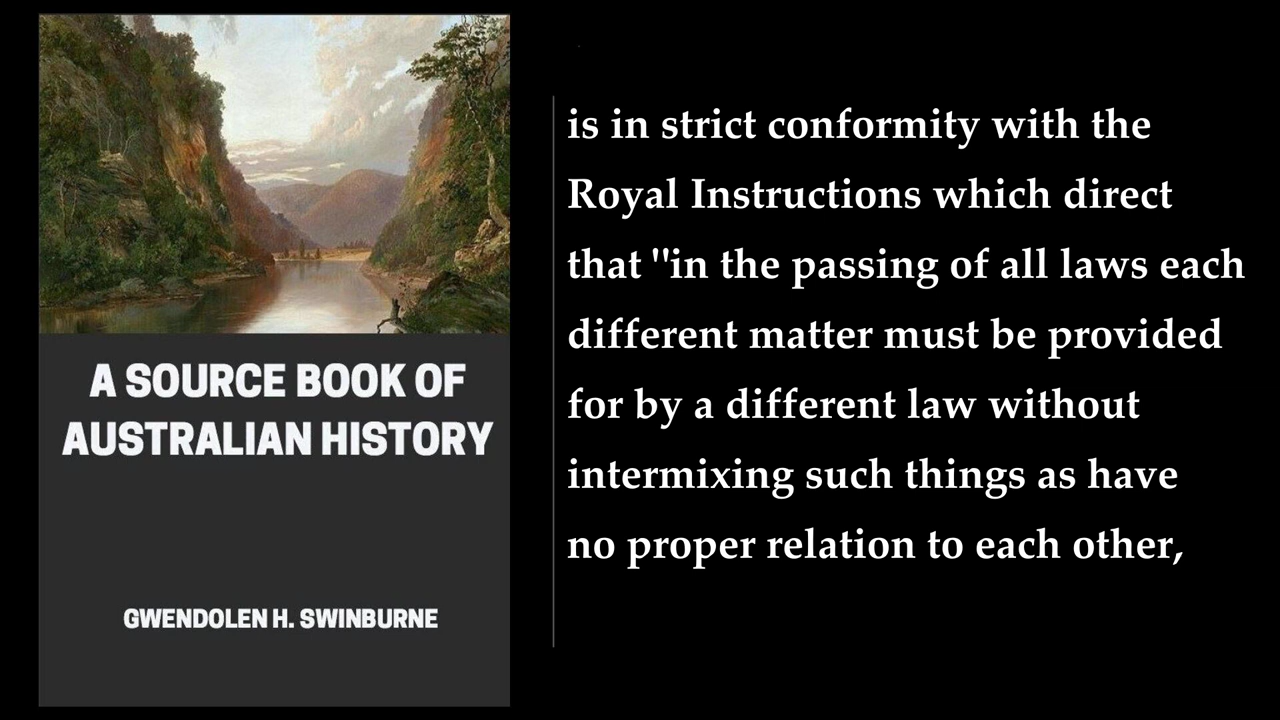 A SOURCE BOOK OF
AUSTRALIAN HISTORY
GWENDOLEN H. SWINBURNE
is in strict conformity with the
Royal Instructions which direct
that "in the passing of all laws each
different matter must be provided
for by a different law without
intermixing such things as have
no proper relation to each other,